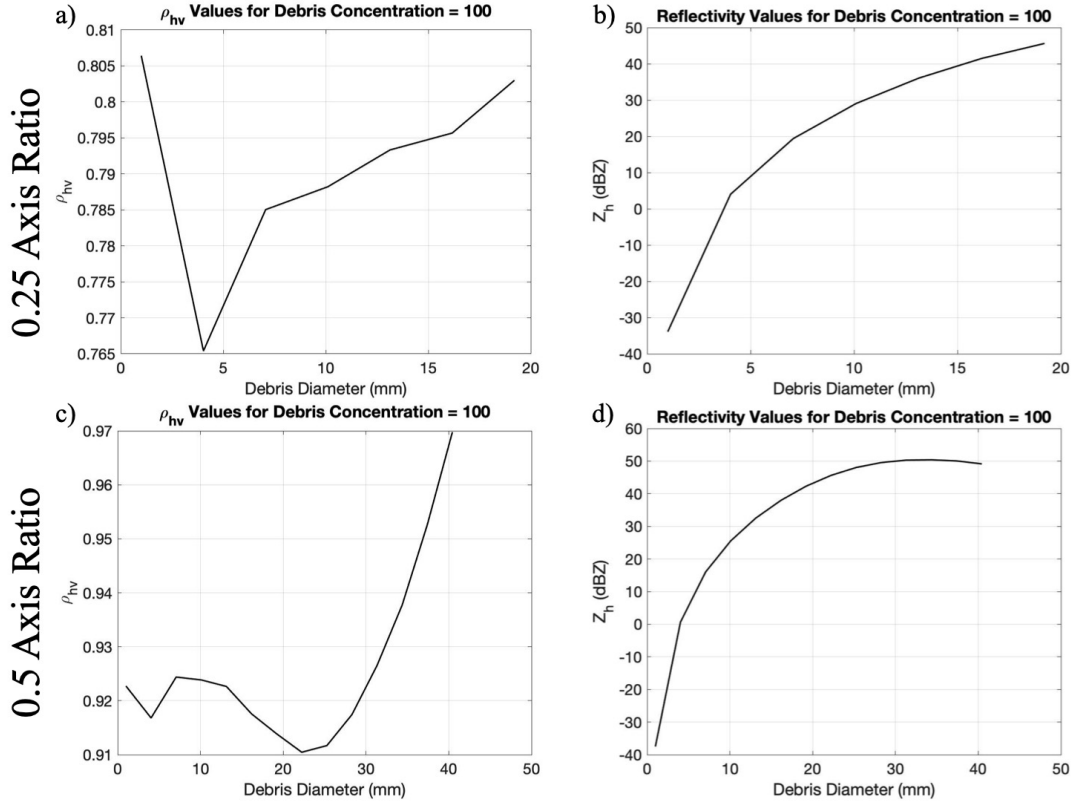 a)
ρhv Values for Debris Concentration = 100
0.81
0.805
0.8
0.795
0.79
0.785
0.78
0.775
0.77
0.765
ρhv
0 5 10 15 20
Debris Diameter (mm)
b)
Reflectivity Values for Debris Concentration = 100
50
40
30
20
10
0
-10
-20
-30
-40
Zh (dBZ)
0 5 10 15 20
Debris Diameter (mm)
0.25 Axis Ratio
c)
ρhv Values for Debris Concentration = 100
0.97
0.96
0.95
0.94
0.93
0.92
0.91
ρhv
0 10 20 30 40 50
Debris Diameter (mm)
d)
Reflectivity Values for Debris Concentration = 100
60
50
40
30
20
10
0
-10
-20
-30
-40
Zh (dBZ)
0 10 20 30 40 50
Debris Diameter (mm)
0.5 Axis Ratio